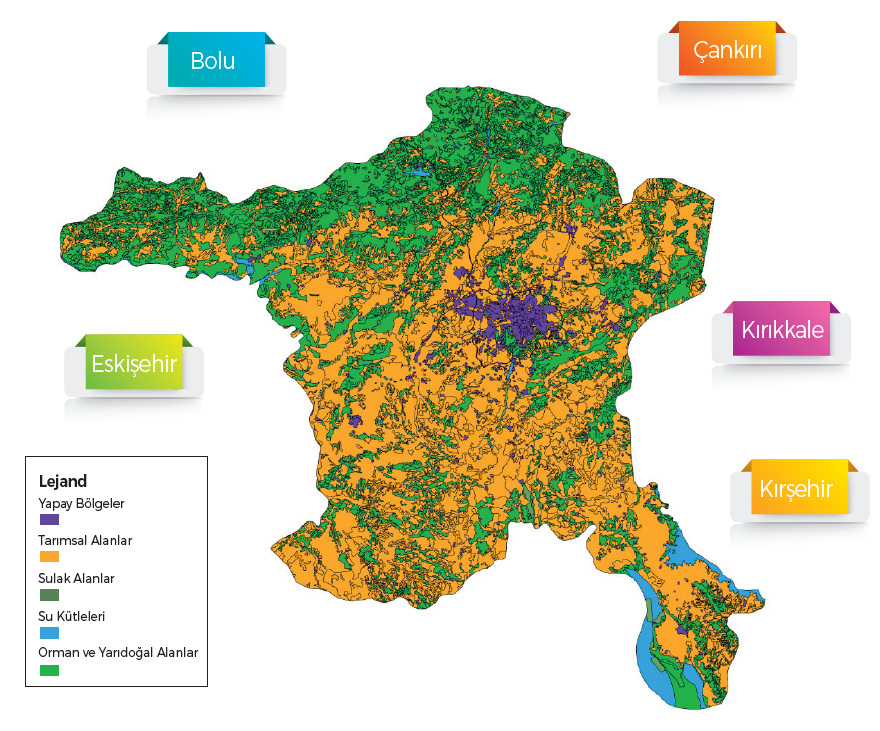 Bolu
Çankırı
Kırıkkale
Eskişehir
Kırşehir
Lejand
Yapay Bölgeler
Tarımsal Alanlar
Sulak Alanlar
Su Kütleleri
Orman ve Yarıdoğal Alanlar